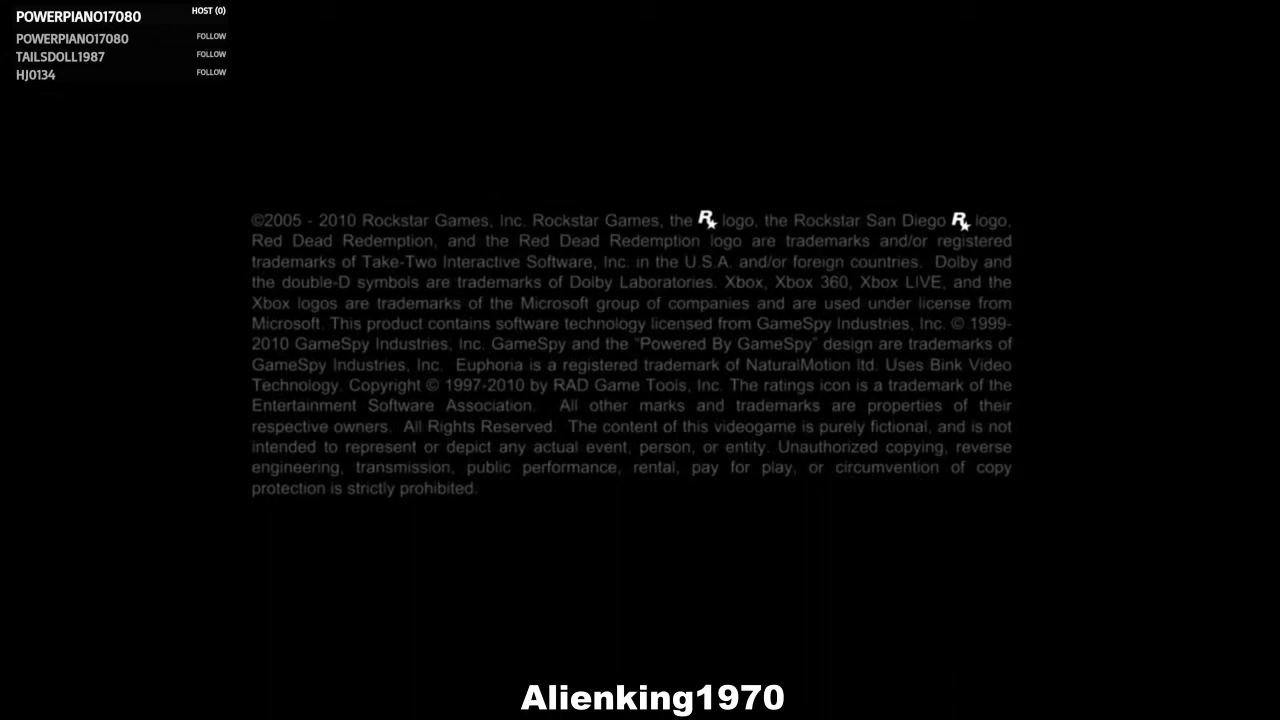 POWERPIANO17080 HOST (0)
POWERPIANO17080 FOLLOW
TAILSDOLL1987 FOLLOW
HJ0134 FOLLOW
©2005 - 2010 Rockstar Games, Inc. Rockstar Games, the R logo, the Rockstar San Diego R logo,
Red Dead Redemption, and the Red Dead Redemption logo are trademarks and/or registered
trademarks of Take-Two Interactive Software, Inc. in the U.S.A. and/or foreign countries. Dolby and
the double-D symbols are trademarks of Dolby Laboratories. Xbox, Xbox 360, Xbox LIVE, and the
Xbox logos are trademarks of the Microsoft group of companies and are used under license from
Microsoft. This product contains software technology licensed from GameSpy Industries, Inc. © 1999-
2010 GameSpy Industries, Inc. GameSpy and the “Powered By GameSpy” design are trademarks of
GameSpy Industries, Inc. Euphoria is a registered trademark of NaturalMotion ltd. Uses Bink Video
Technology. Copyright © 1997-2010 by RAD Game Tools, Inc. The ratings icon is a trademark of the
Entertainment Software Association. All other marks and trademarks are properties of their
respective owners. All Rights Reserved. The content of this videogame is purely fictional, and is not
intended to represent or depict any actual event, person, or entity. Unauthorized copying, reverse
engineering, transmission, public performance, rental, pay for play, or circumvention of copy
protection is strictly prohibited.
Alienking1970